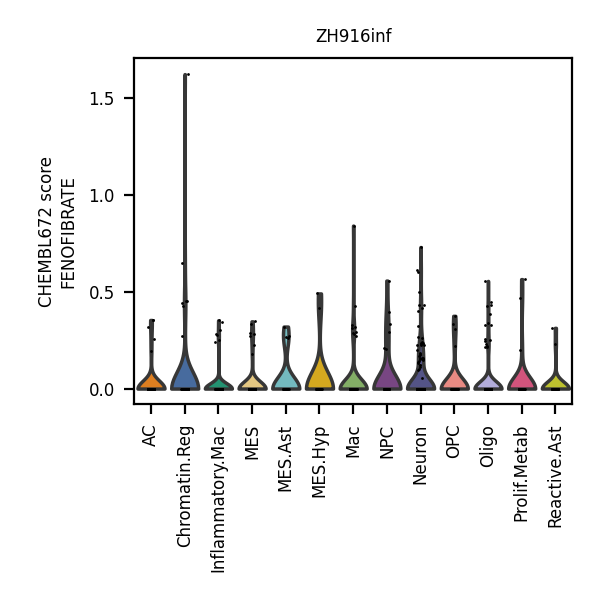 ZH916inf
CHEMBL672 score
FENOFIBRATE
1.5
1.0
0.5
0.0
AC
Chromatin.Reg
Inflammatory.Mac
MES
MES.Ast
MES.Hyp
Mac
NPC
Neuron
OPC
Oligo
Prolif.Metab
Reactive.Ast